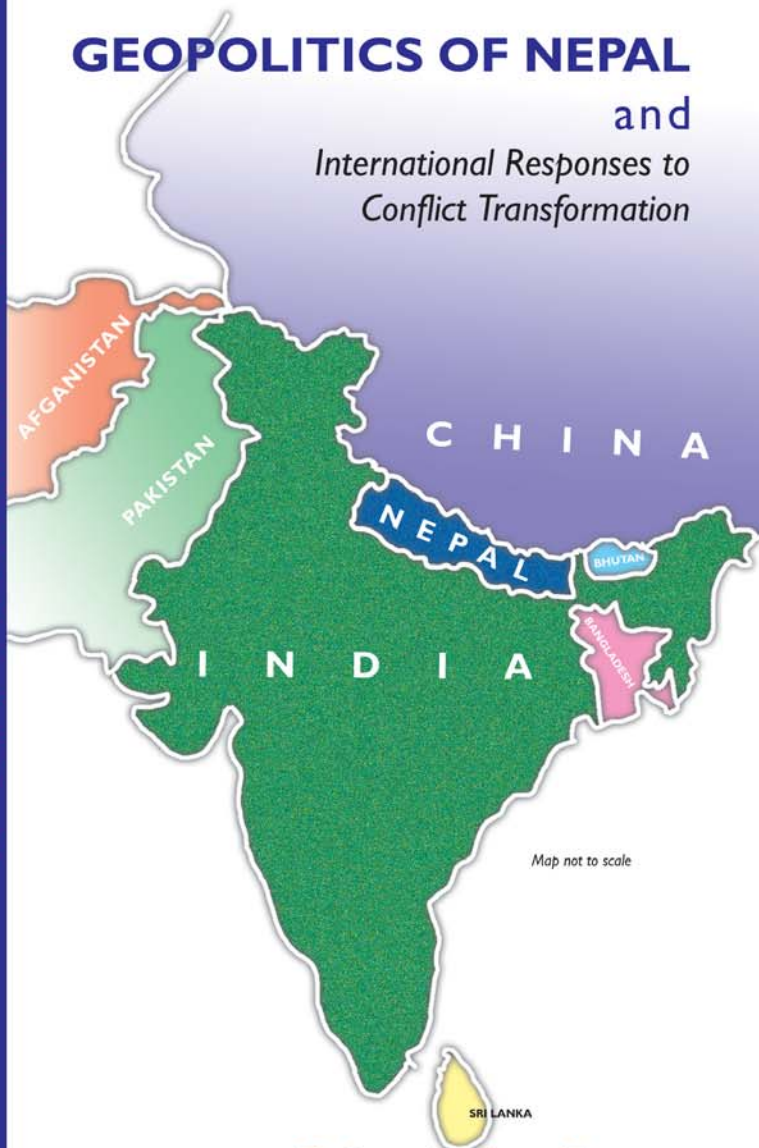 GEOPOLITICS OF NEPAL
and
International Responses to
Conflict Transformation
AFGANISTAN
PAKISTAN
CHINA
NEPAL
BHUTAN
BANGLADESH
INDIA
Map not to scale
SRI LANKA